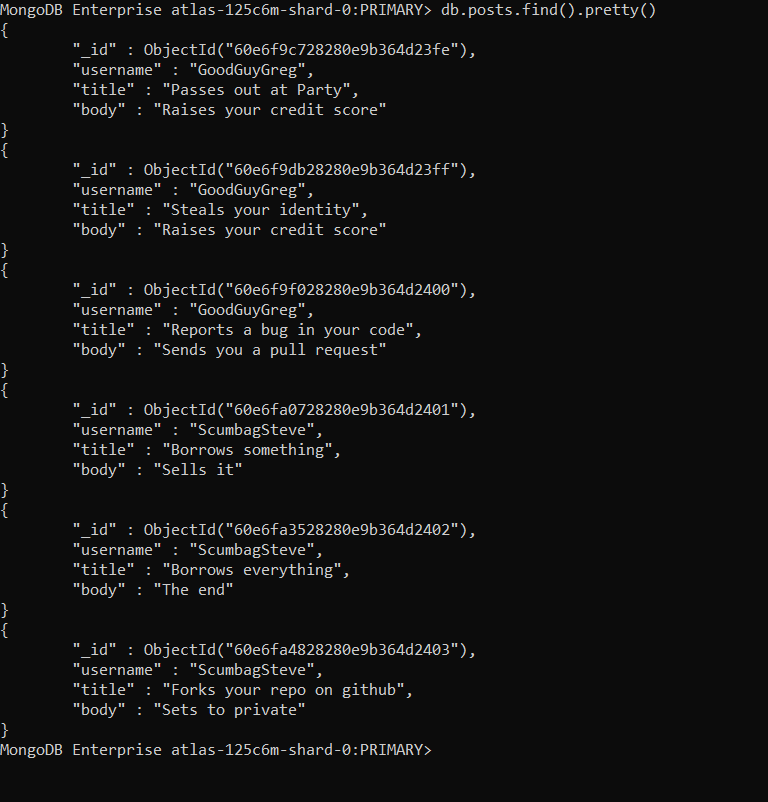 MongoDB Enterprise atlas-125c6m-shard-0:PRIMARY> db.posts.find().pretty()
{
        "_id" : ObjectId("60e6f9c728280e9b364d23fe"),
        "username" : "GoodGuyGreg",
        "title" : "Passes out at Party",
        "body" : "Raises your credit score"
}
{
        "_id" : ObjectId("60e6f9db28280e9b364d23ff"),
        "username" : "GoodGuyGreg",
        "title" : "Steals your identity",
        "body" : "Raises your credit score"
}
{
        "_id" : ObjectId("60e6f9f028280e9b364d2400"),
        "username" : "GoodGuyGreg",
        "title" : "Reports a bug in your code",
        "body" : "Sends you a pull request"
}
{
        "_id" : ObjectId("60e6fa0728280e9b364d2401"),
        "username" : "ScumbagSteve",
        "title" : "Borrows something",
        "body" : "Sells it"
}
{
        "_id" : ObjectId("60e6fa3528280e9b364d2402"),
        "username" : "ScumbagSteve",
        "title" : "Borrows everything",
        "body" : "The end"
}
{
        "_id" : ObjectId("60e6fa4828280e9b364d2403"),
        "username" : "ScumbagSteve",
        "title" : "Forks your repo on github",
        "body" : "Sets to private"
}
MongoDB Enterprise atlas-125c6m-shard-0:PRIMARY>